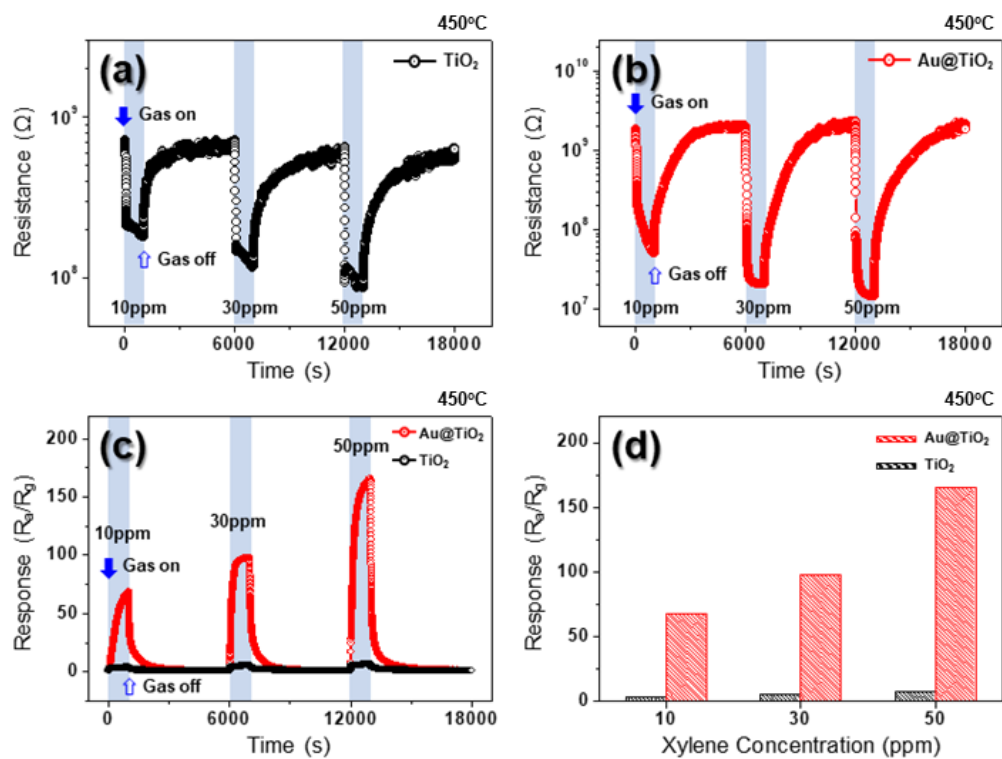 450°C
(a)
TiO₂
10⁹
10⁸
Resistance (Ω)
Gas on
Gas off
10ppm
30ppm
50ppm
0
6000
12000
18000
Time (s)
450°C
(b)
Au@TiO₂
10¹⁰
10⁹
10⁸
10⁷
Resistance (Ω)
Gas on
Gas off
10ppm
30ppm
50ppm
0
6000
12000
18000
Time (s)
450°C
(c)
Au@TiO₂
TiO₂
200
150
100
50
0
Response (Rₐ/R_g)
50ppm
30ppm
10ppm
Gas on
Gas off
0
6000
12000
18000
Time (s)
450°C
(d)
Au@TiO₂
TiO₂
200
150
100
50
0
Response (Rₐ/R_g)
10
30
50
Xylene Concentration (ppm)